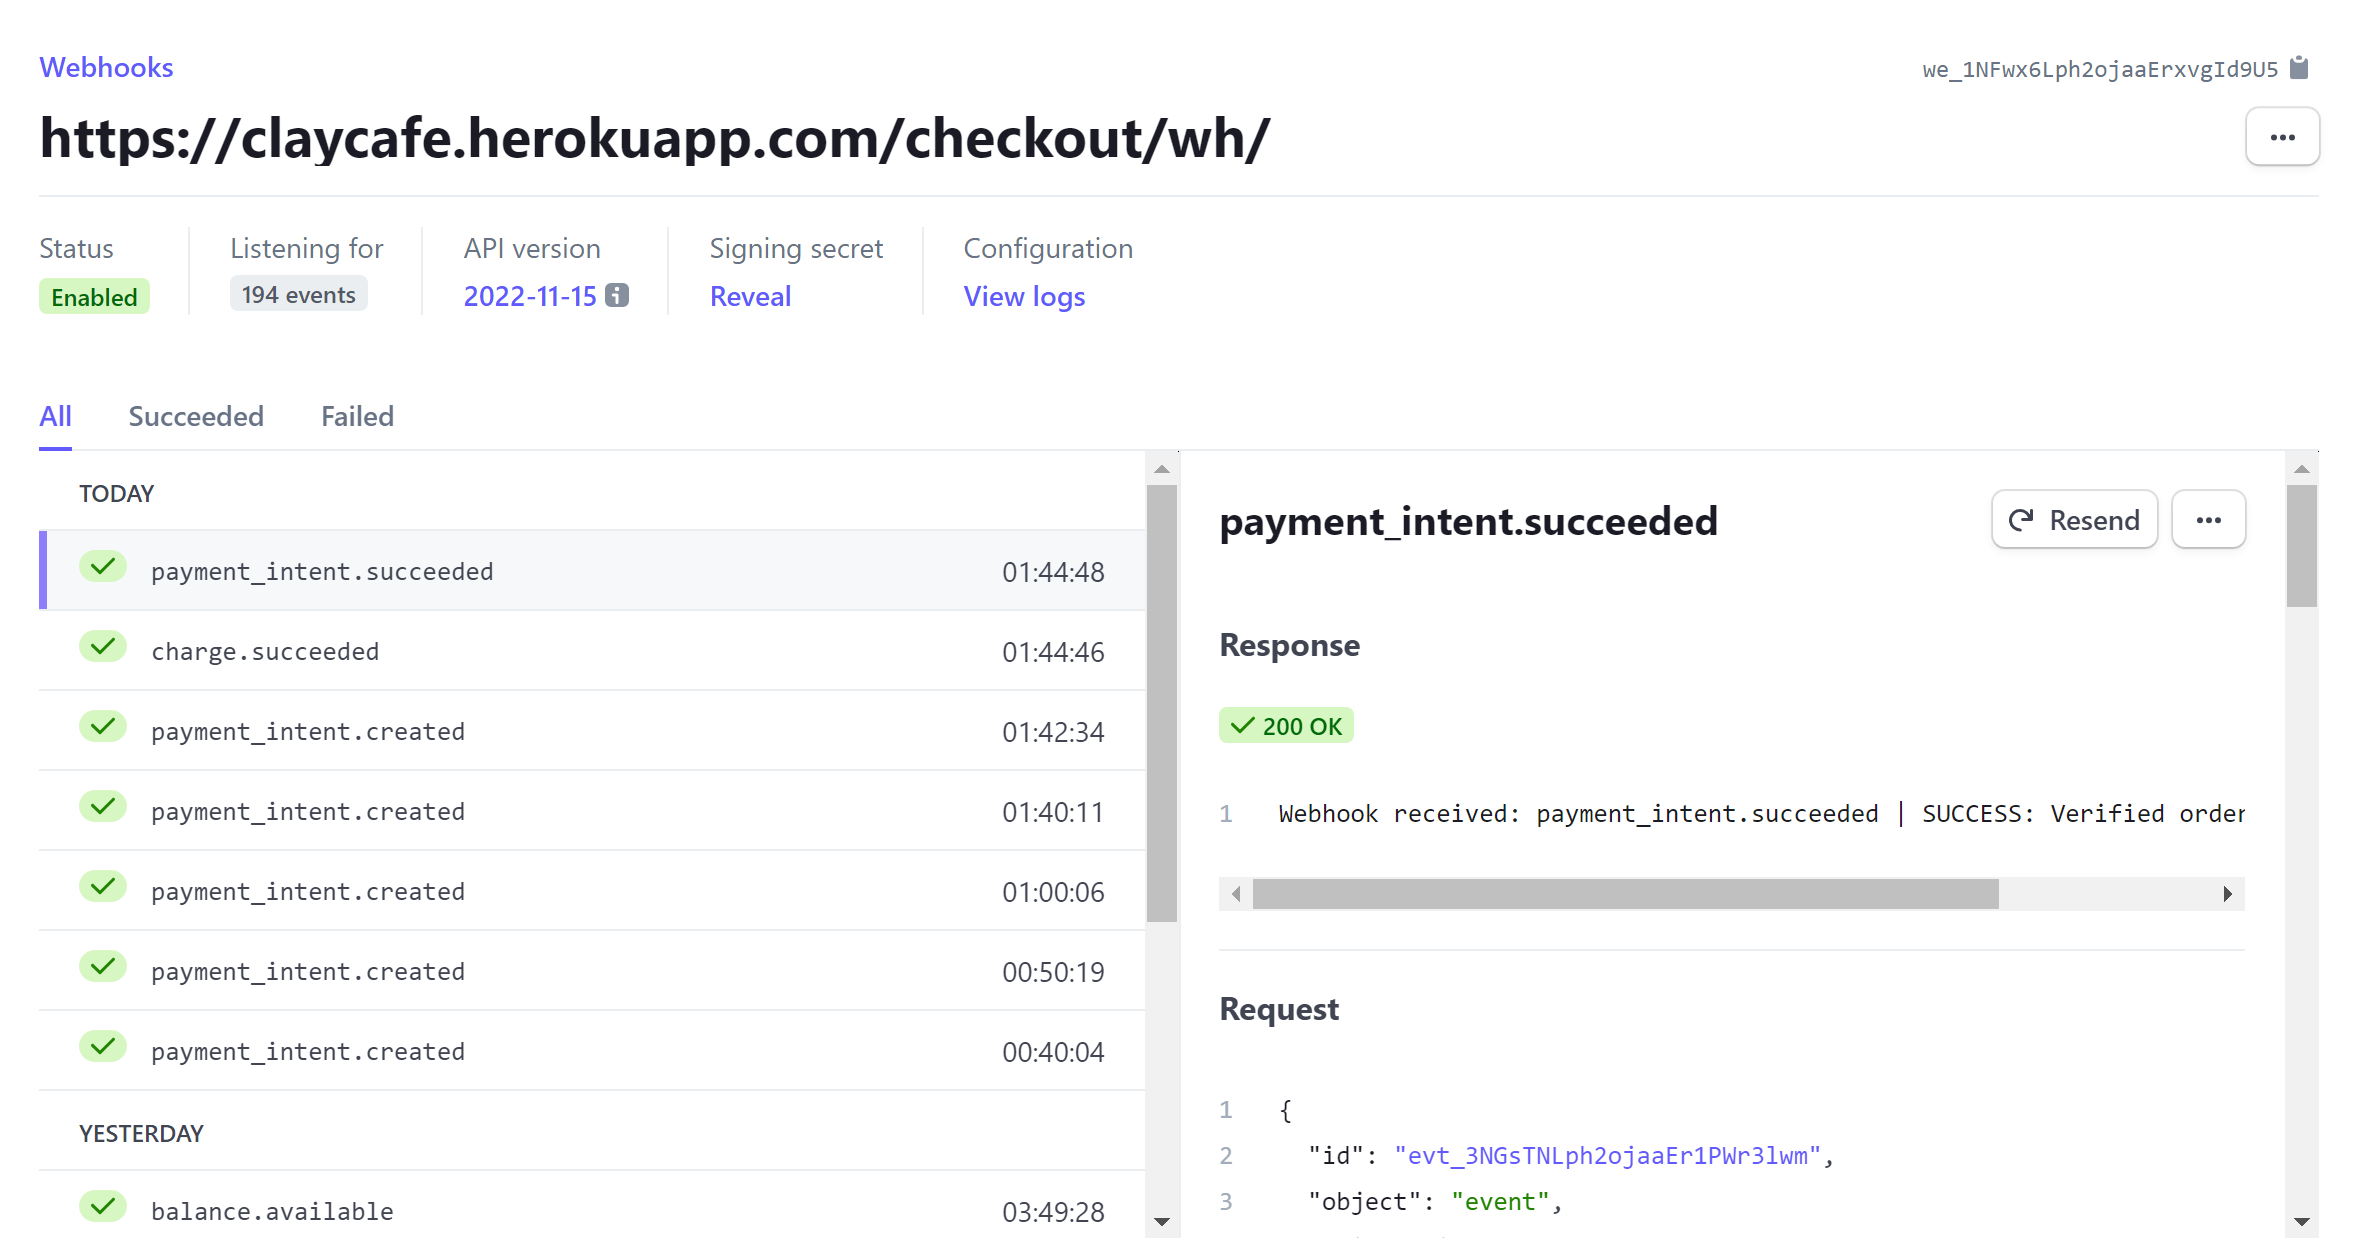 Webhooks
we_1NFwx6Lph2ojaaErxvgId9U5
https://claycafe.herokuapp.com/checkout/wh/
Status
Enabled
Listening for
194 events
API version
2022-11-15
Signing secret
Reveal
Configuration
View logs
All Succeeded Failed
TODAY
payment_intent.succeeded 01:44:48
charge.succeeded 01:44:46
payment_intent.created 01:42:34
payment_intent.created 01:40:11
payment_intent.created 01:00:06
payment_intent.created 00:50:19
payment_intent.created 00:40:04
YESTERDAY
balance.available 03:49:28
payment_intent.succeeded
Resend
Response
200 OK
1 Webhook received: payment_intent.succeeded | SUCCESS: Verified order
Request
1 {
2 "id": "evt_3NGsTNLph2ojaaEr1PWr3lwm",
3 "object": "event",